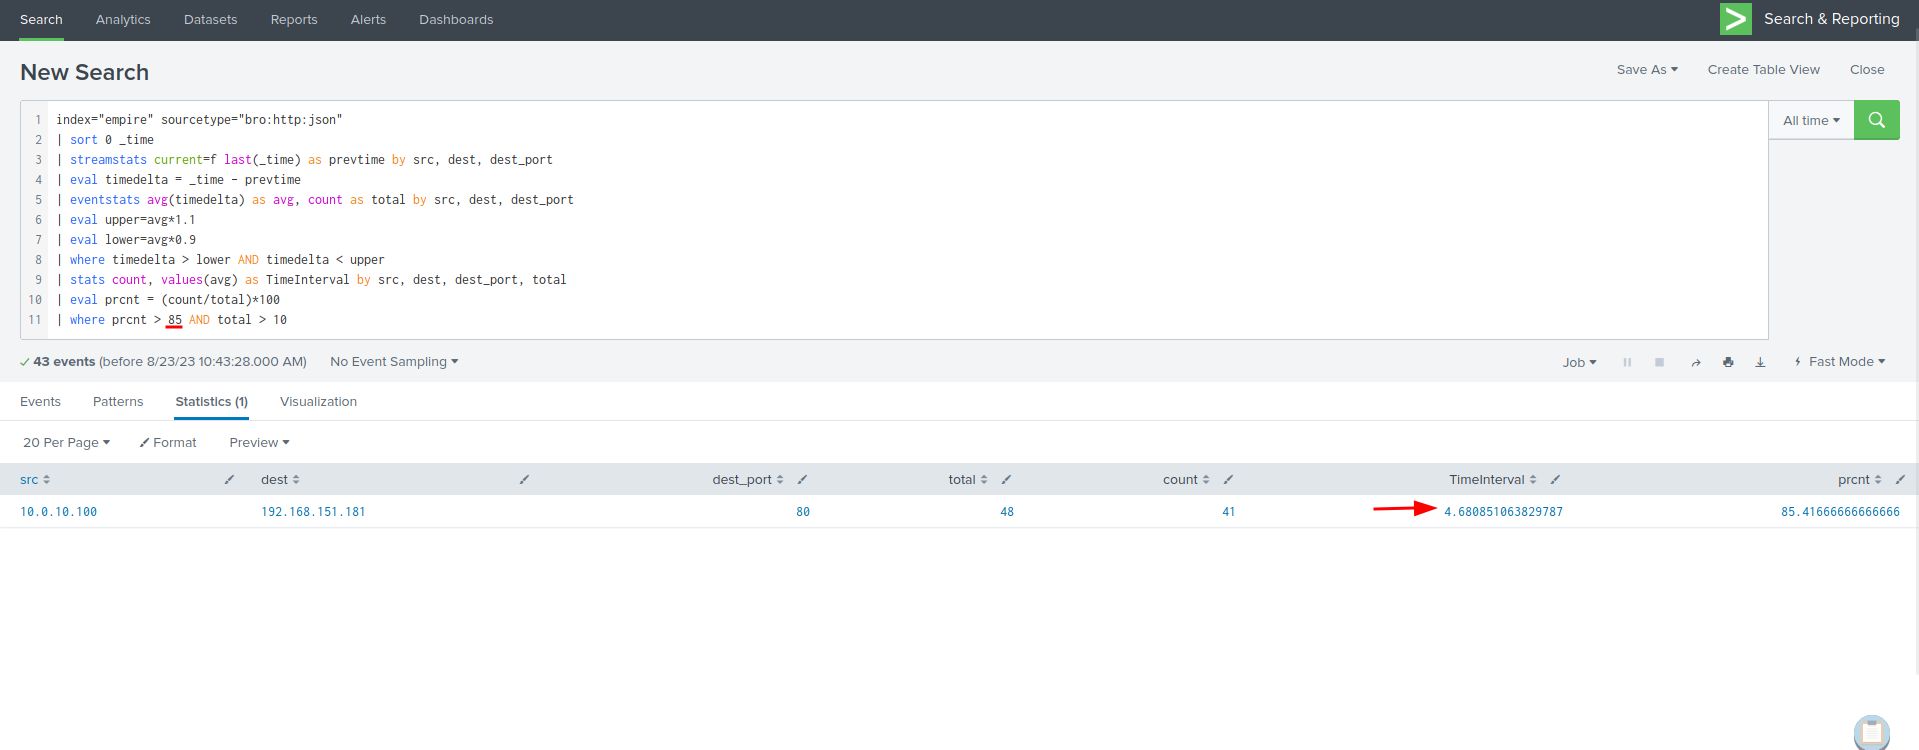 Search Analytics Datasets Reports Alerts Dashboards > Search & Reporting
New Search Save As Create Table View Close
1 index="empire" sourcetype="bro:http:json" All time
2 | sort 0 _time
3 | streamstats current=f last(_time) as prevtime by src, dest, dest_port
4 | eval timedelta = _time - prevtime
5 | eventstats avg(timedelta) as avg, count as total by src, dest, dest_port
6 | eval upper=avg*1.1
7 | eval lower=avg*0.9
8 | where timedelta > lower AND timedelta < upper
9 | stats count, values(avg) as TimeInterval by src, dest, dest_port, total
10 | eval prcnt = (count/total)*100
11 | where prcnt > 85 AND total > 10
43 events (before 8/23/23 10:43:28.000 AM) No Event Sampling Job Fast Mode
Events Patterns Statistics (1) Visualization
20 Per Page Format Preview
src dest dest_port total count TimeInterval prcnt
10.0.10.100 192.168.151.181 80 48 41 4.680851063829787 85.41666666666666